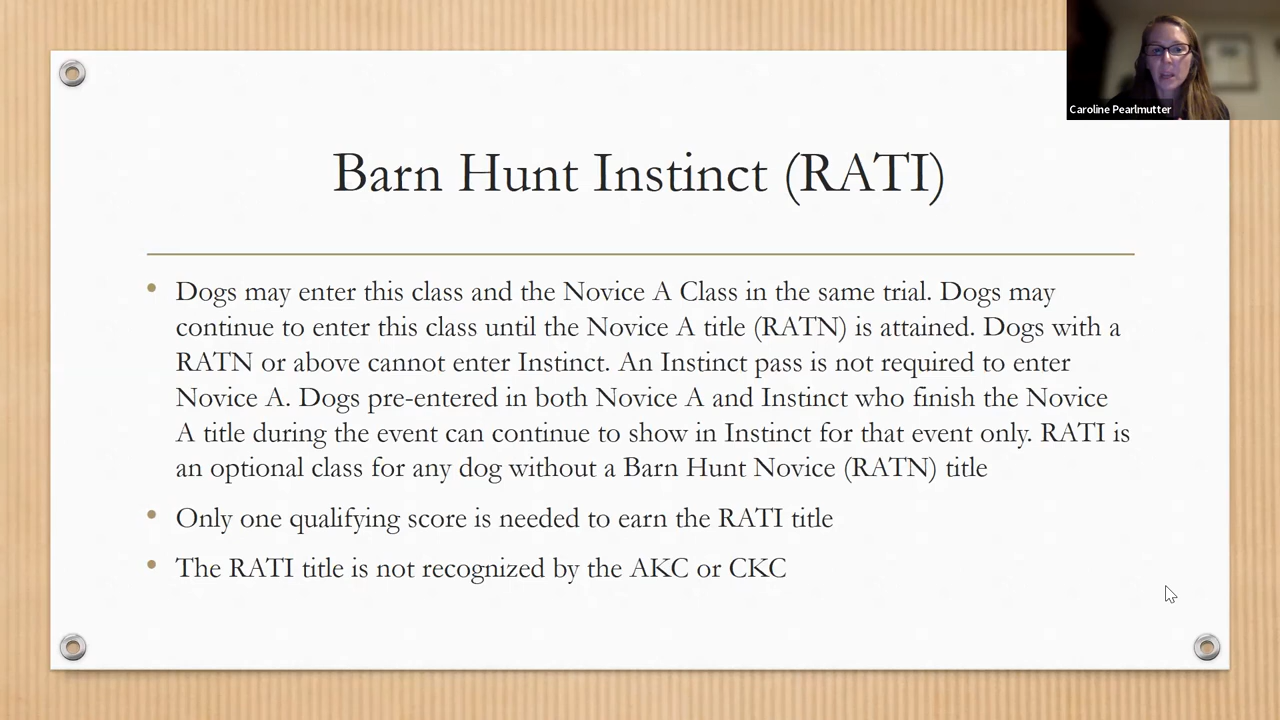 Caroline Pearlmutter
Barn Hunt Instinct (RATI)
• Dogs may enter this class and the Novice A Class in the same trial. Dogs may
continue to enter this class until the Novice A title (RATN) is attained. Dogs with a
RATN or above cannot enter Instinct. An Instinct pass is not required to enter
Novice A. Dogs pre-entered in both Novice A and Instinct who finish the Novice
A title during the event can continue to show in Instinct for that event only. RATI is
an optional class for any dog without a Barn Hunt Novice (RATN) title
• Only one qualifying score is needed to earn the RATI title
• The RATI title is not recognized by the AKC or CKC